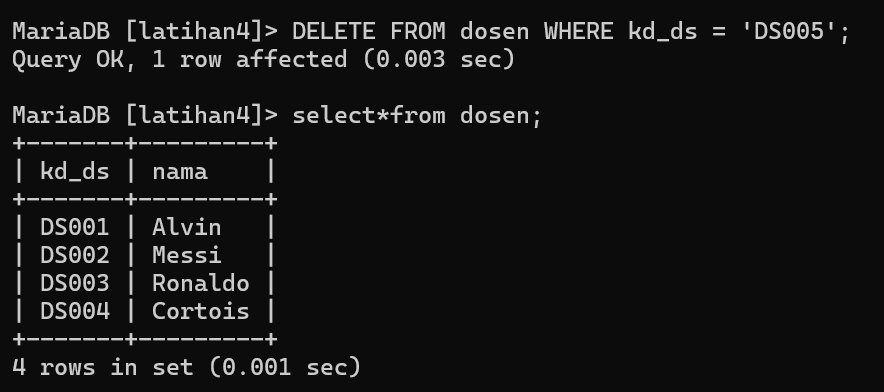 MariaDB [latihan4]> DELETE FROM dosen WHERE kd_ds = 'DS005';
Query OK, 1 row affected (0.003 sec)

MariaDB [latihan4]> select*from dosen;
+-------+---------+
| kd_ds | nama    |
+-------+---------+
| DS001 | Alvin   |
| DS002 | Messi   |
| DS003 | Ronaldo |
| DS004 | Cortois |
+-------+---------+
4 rows in set (0.001 sec)